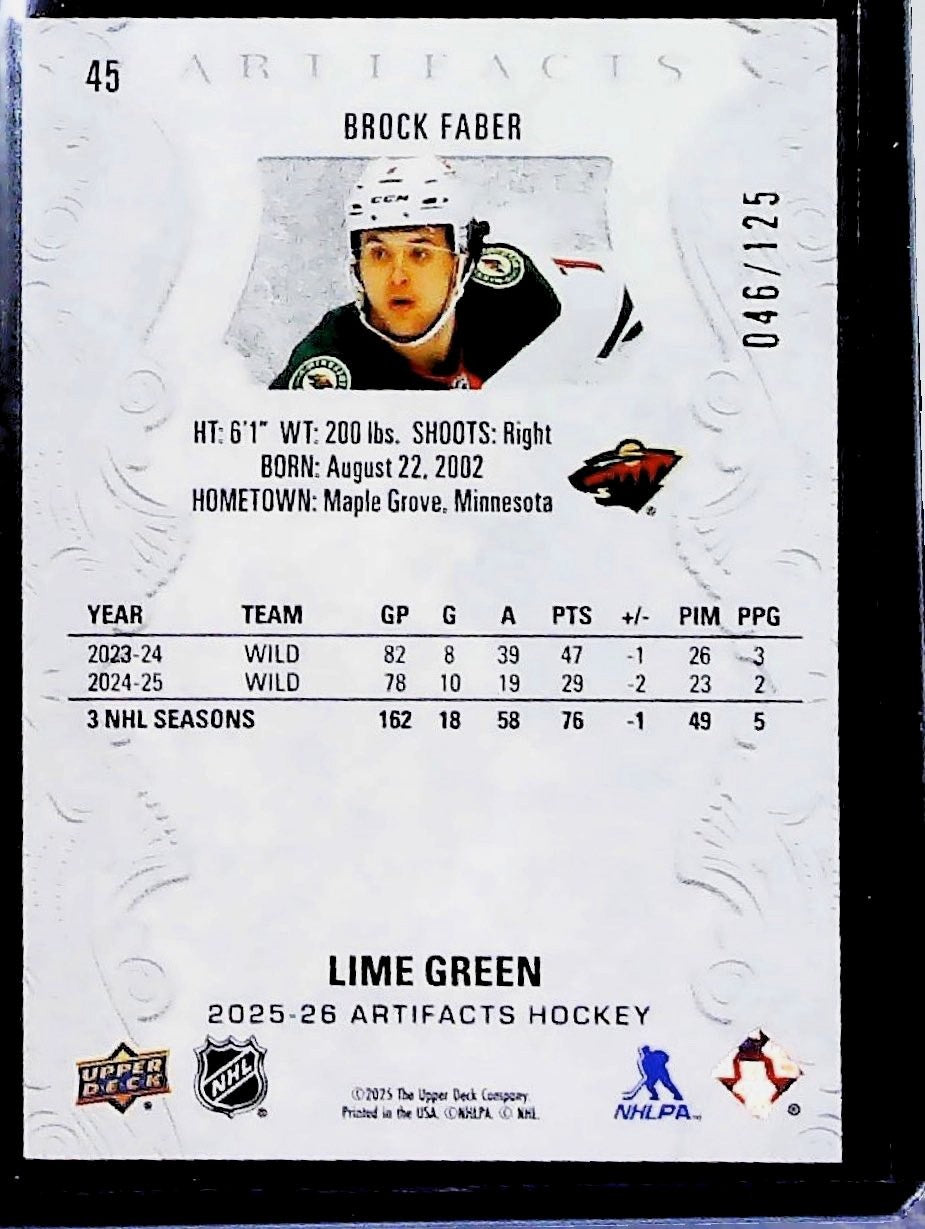 45
ARTIFACTS
BROCK FABER
046/125
CCM
HT: 6'1" WT: 200 lbs. SHOOTS: Right
BORN: August 22, 2002
HOMETOWN: Maple Grove, Minnesota
YEAR TEAM GP G A PTS +/- PIM PPG
2023-24 WILD 82 8 39 47 -1 26 3
2024-25 WILD 78 10 19 29 -2 23 2
3 NHL SEASONS 162 18 58 76 -1 49 5
LIME GREEN
2025-26 ARTIFACTS HOCKEY
UPPER DECK
NHL
©2025 The Upper Deck Company.
Printed in the USA. ©NHLPA. © NHL.
NHLPA